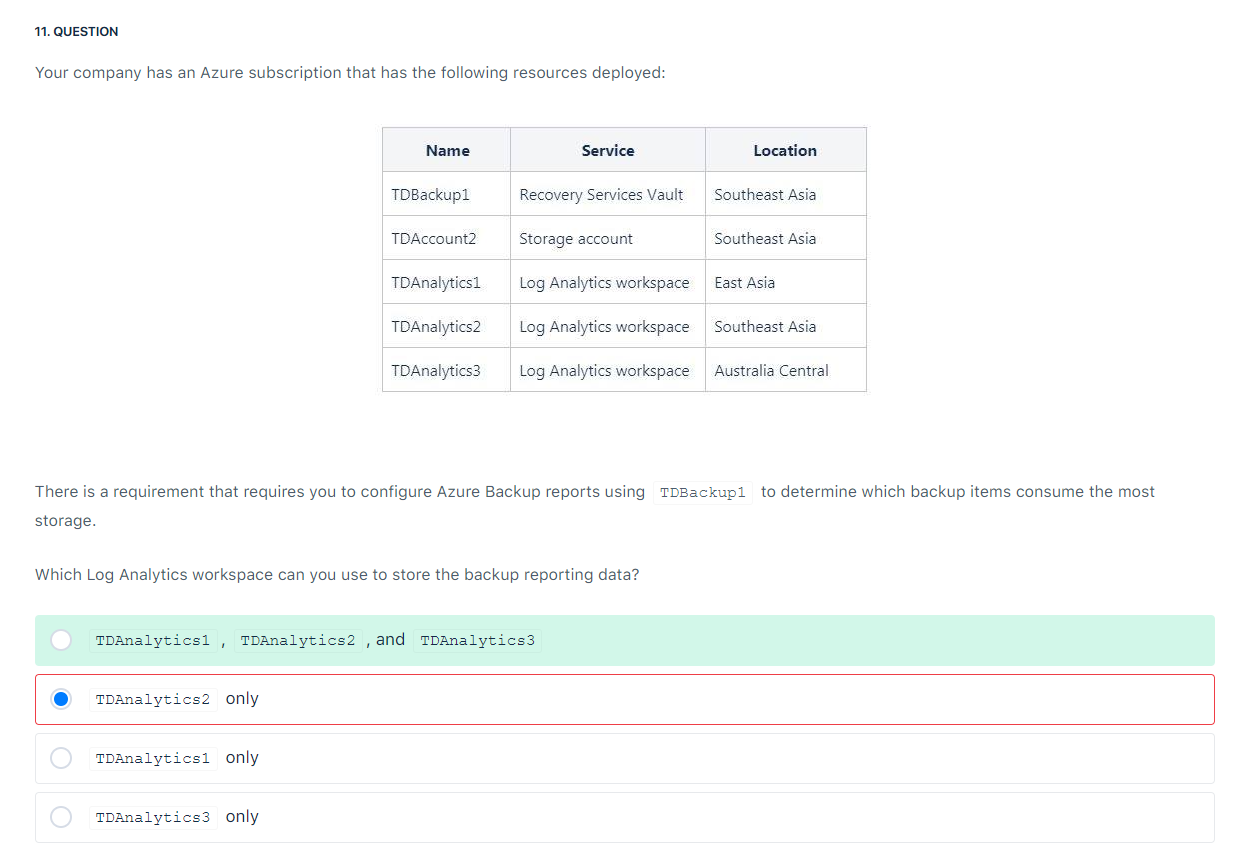 11. QUESTION
Your company has an Azure subscription that has the following resources deployed:
Name Service Location
TDBackup1 Recovery Services Vault Southeast Asia
TDAccount2 Storage account Southeast Asia
TDAnalytics1 Log Analytics workspace East Asia
TDAnalytics2 Log Analytics workspace Southeast Asia
TDAnalytics3 Log Analytics workspace Australia Central
There is a requirement that requires you to configure Azure Backup reports using TDBackup1 to determine which backup items consume the most
storage.
Which Log Analytics workspace can you use to store the backup reporting data?
TDAnalytics1 , TDAnalytics2 , and TDAnalytics3
TDAnalytics2 only
TDAnalytics1 only
TDAnalytics3 only